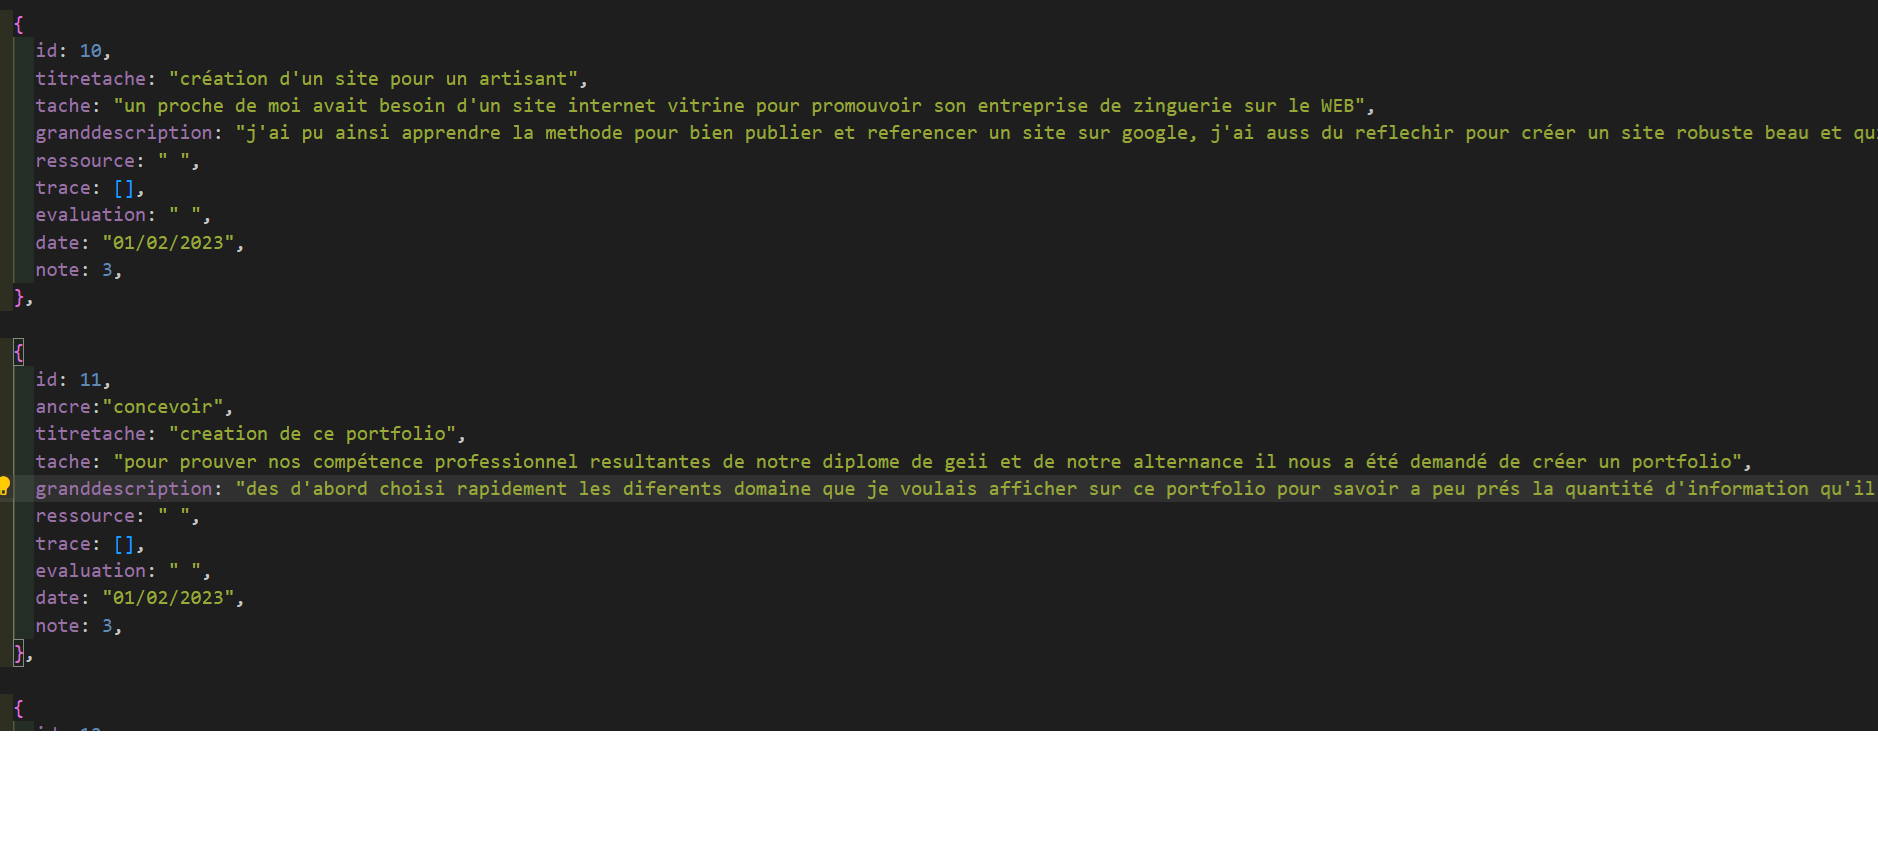 {
id: 10,
titretache: "création d'un site pour un artisant",
tache: "un proche de moi avait besoin d'un site internet vitrine pour promouvoir son entreprise de zinguerie sur le WEB",
granddescription: "j'ai pu ainsi apprendre la methode pour bien publier et referencer un site sur google, j'ai auss du reflechir pour créer un site robuste beau et
ressource: " ",
trace: [],
evaluation: " ",
date: "01/02/2023",
note: 3,
},
{
id: 11,
ancre:"concevoir",
titretache: "creation de ce portfolio",
tache: "pour prouver nos compétence professionnel resultantes de notre diplome de geii et de notre alternance il nous a été demandé de créer un portfolio",
granddescription: "des d'abord choisi rapidement les diferents domaine que je voulais afficher sur ce portfolio pour savoir a peu prés la quantité d'information qu'il
ressource: " ",
trace: [],
evaluation: " ",
date: "01/02/2023",
note: 3,
},
{